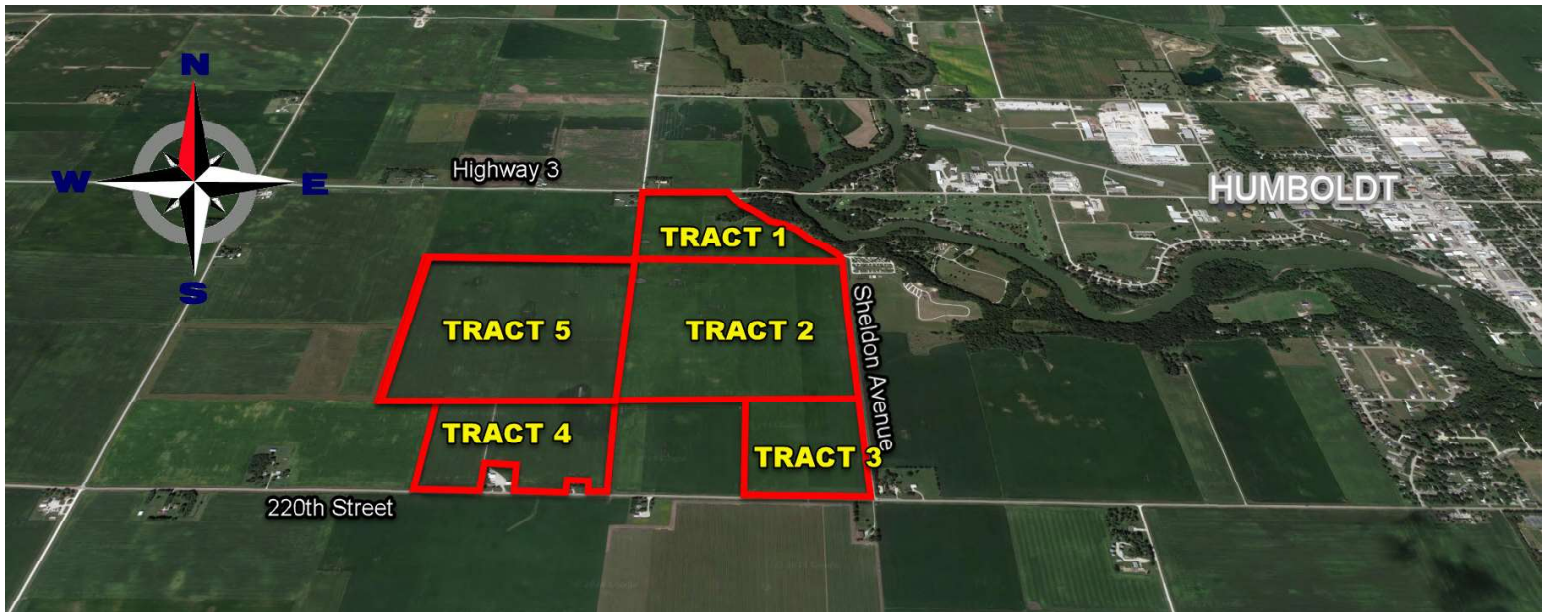 N
W
E
S
Highway 3
HUMBOLDT
TRACT 1
TRACT 5
TRACT 2
Sheldon Avenue
TRACT 4
TRACT 3
220th Street